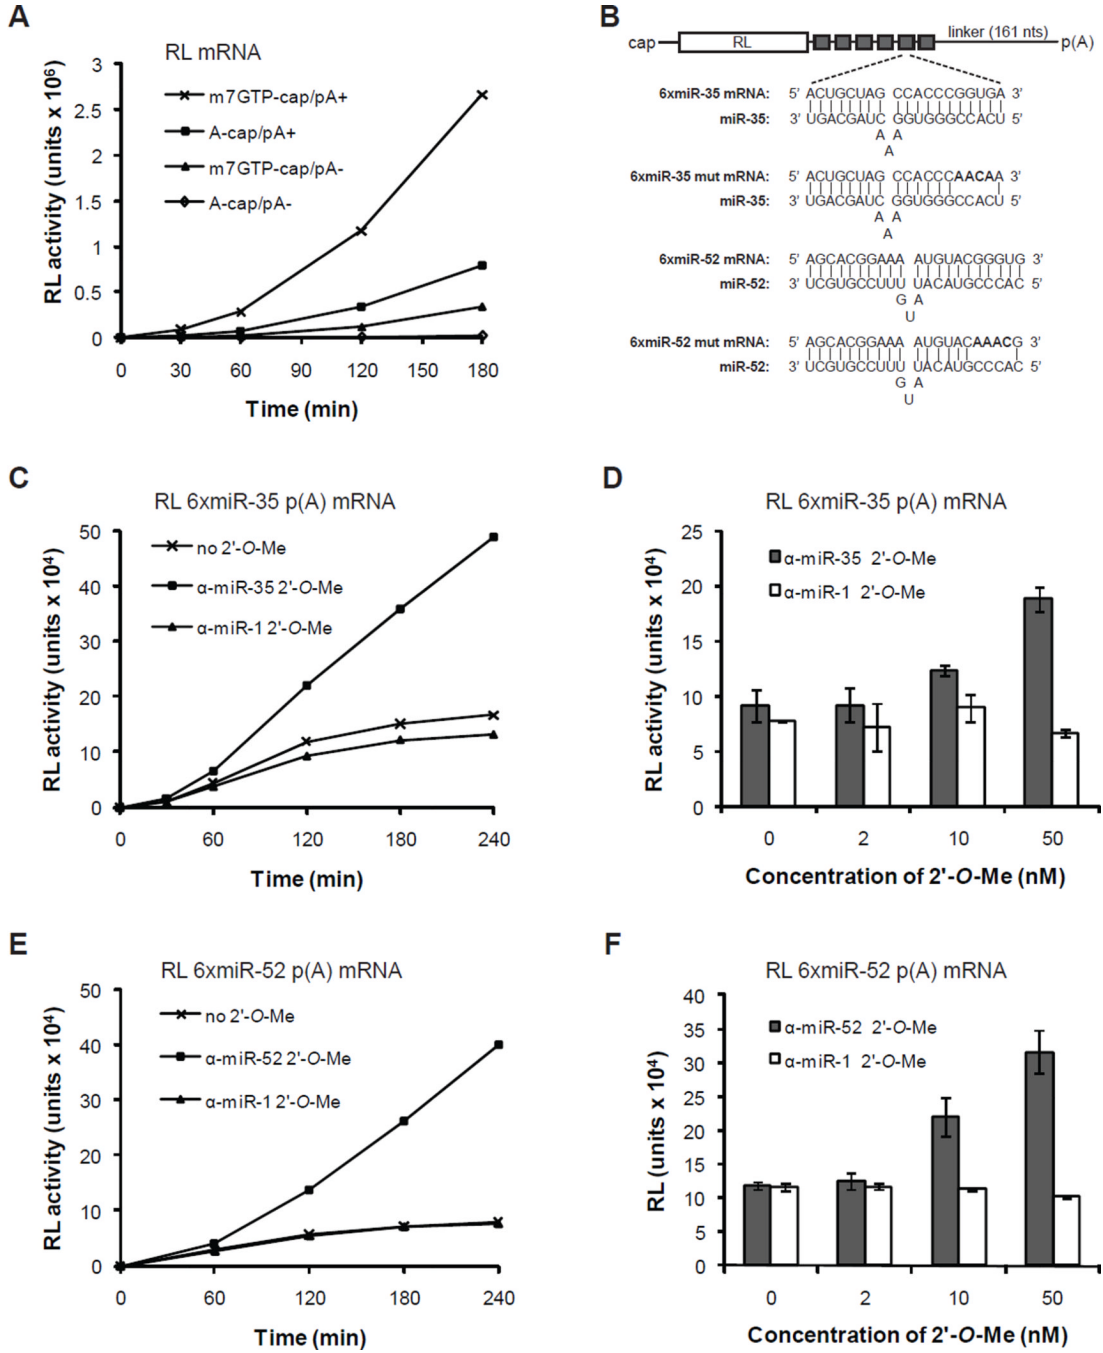 A
RL mRNA
RL activity (units x 10⁶)
3
2.5
2
1.5
1
0.5
0
m7GTP-cap/pA+
A-cap/pA+
m7GTP-cap/pA-
A-cap/pA-
0 30 60 90 120 150 180
Time (min)
B
cap RL linker (161 nts) p(A)
6xmiR-35 mRNA: 5' ACUGCUAG CCACCCGGUGA 3'
miR-35: 3' UGACGAUC GGUGGGCCACU 5'
A A
A
6xmiR-35 mut mRNA: 5' ACUGCUAG CCACCCAACAA 3'
miR-35: 3' UGACGAUC GGUGGGCCACU 5'
A A
A
6xmiR-52 mRNA: 5' AGCACGGAAA AUGUACGGGUG 3'
miR-52: 3' UCGUGCCUUU UACAUGCCCAC 5'
G A
U
6xmiR-52 mut mRNA: 5' AGCACGGAAA AUGUACAAACG 3'
miR-52: 3' UCGUGCCUUU UACAUGCCCAC 5'
G A
U
C
RL 6xmiR-35 p(A) mRNA
RL activity (units x 10⁴)
50
40
30
20
10
0
no 2'-O-Me
α-miR-35 2'-O-Me
α-miR-1 2'-O-Me
0 60 120 180 240
Time (min)
D
RL 6xmiR-35 p(A) mRNA
RL activity (units x 10⁴)
25
20
15
10
5
0
α-miR-35 2'-O-Me
α-miR-1 2'-O-Me
0 2 10 50
Concentration of 2'-O-Me (nM)
E
RL 6xmiR-52 p(A) mRNA
RL activity (units x 10⁴)
50
40
30
20
10
0
no 2'-O-Me
α-miR-52 2'-O-Me
α-miR-1 2'-O-Me
0 60 120 180 240
Time (min)
F
RL 6xmiR-52 p(A) mRNA
RL (units x 10⁴)
40
35
30
25
20
15
10
5
0
α-miR-52 2'-O-Me
α-miR-1 2'-O-Me
0 2 10 50
Concentration of 2'-O-Me (nM)